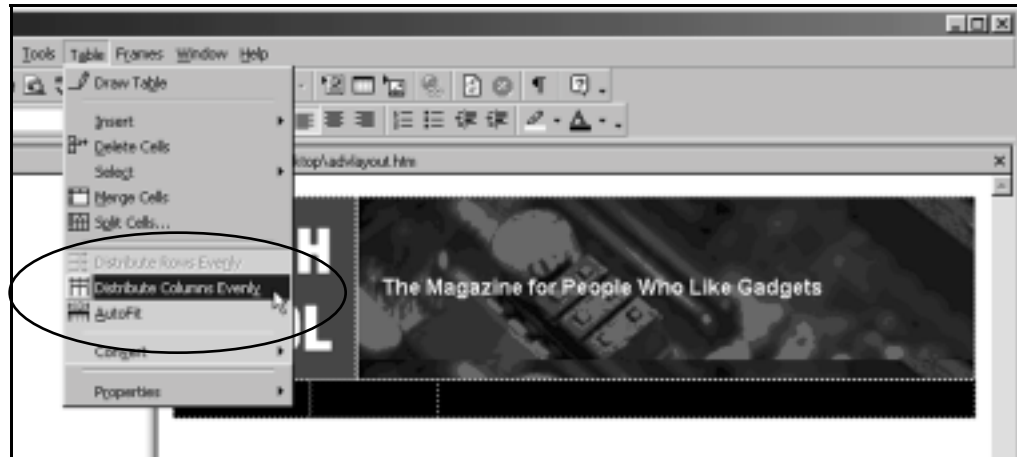 Tools Table Frames Window Help
Draw Table
Insert
Delete Cells
Select
Merge Cells
Split Cells...
Distribute Rows Evenly
Distribute Columns Evenly
AutoFit
Convert
Properties
ktop\advlayout.htm
H
OL
The Magazine for People Who Like Gadgets